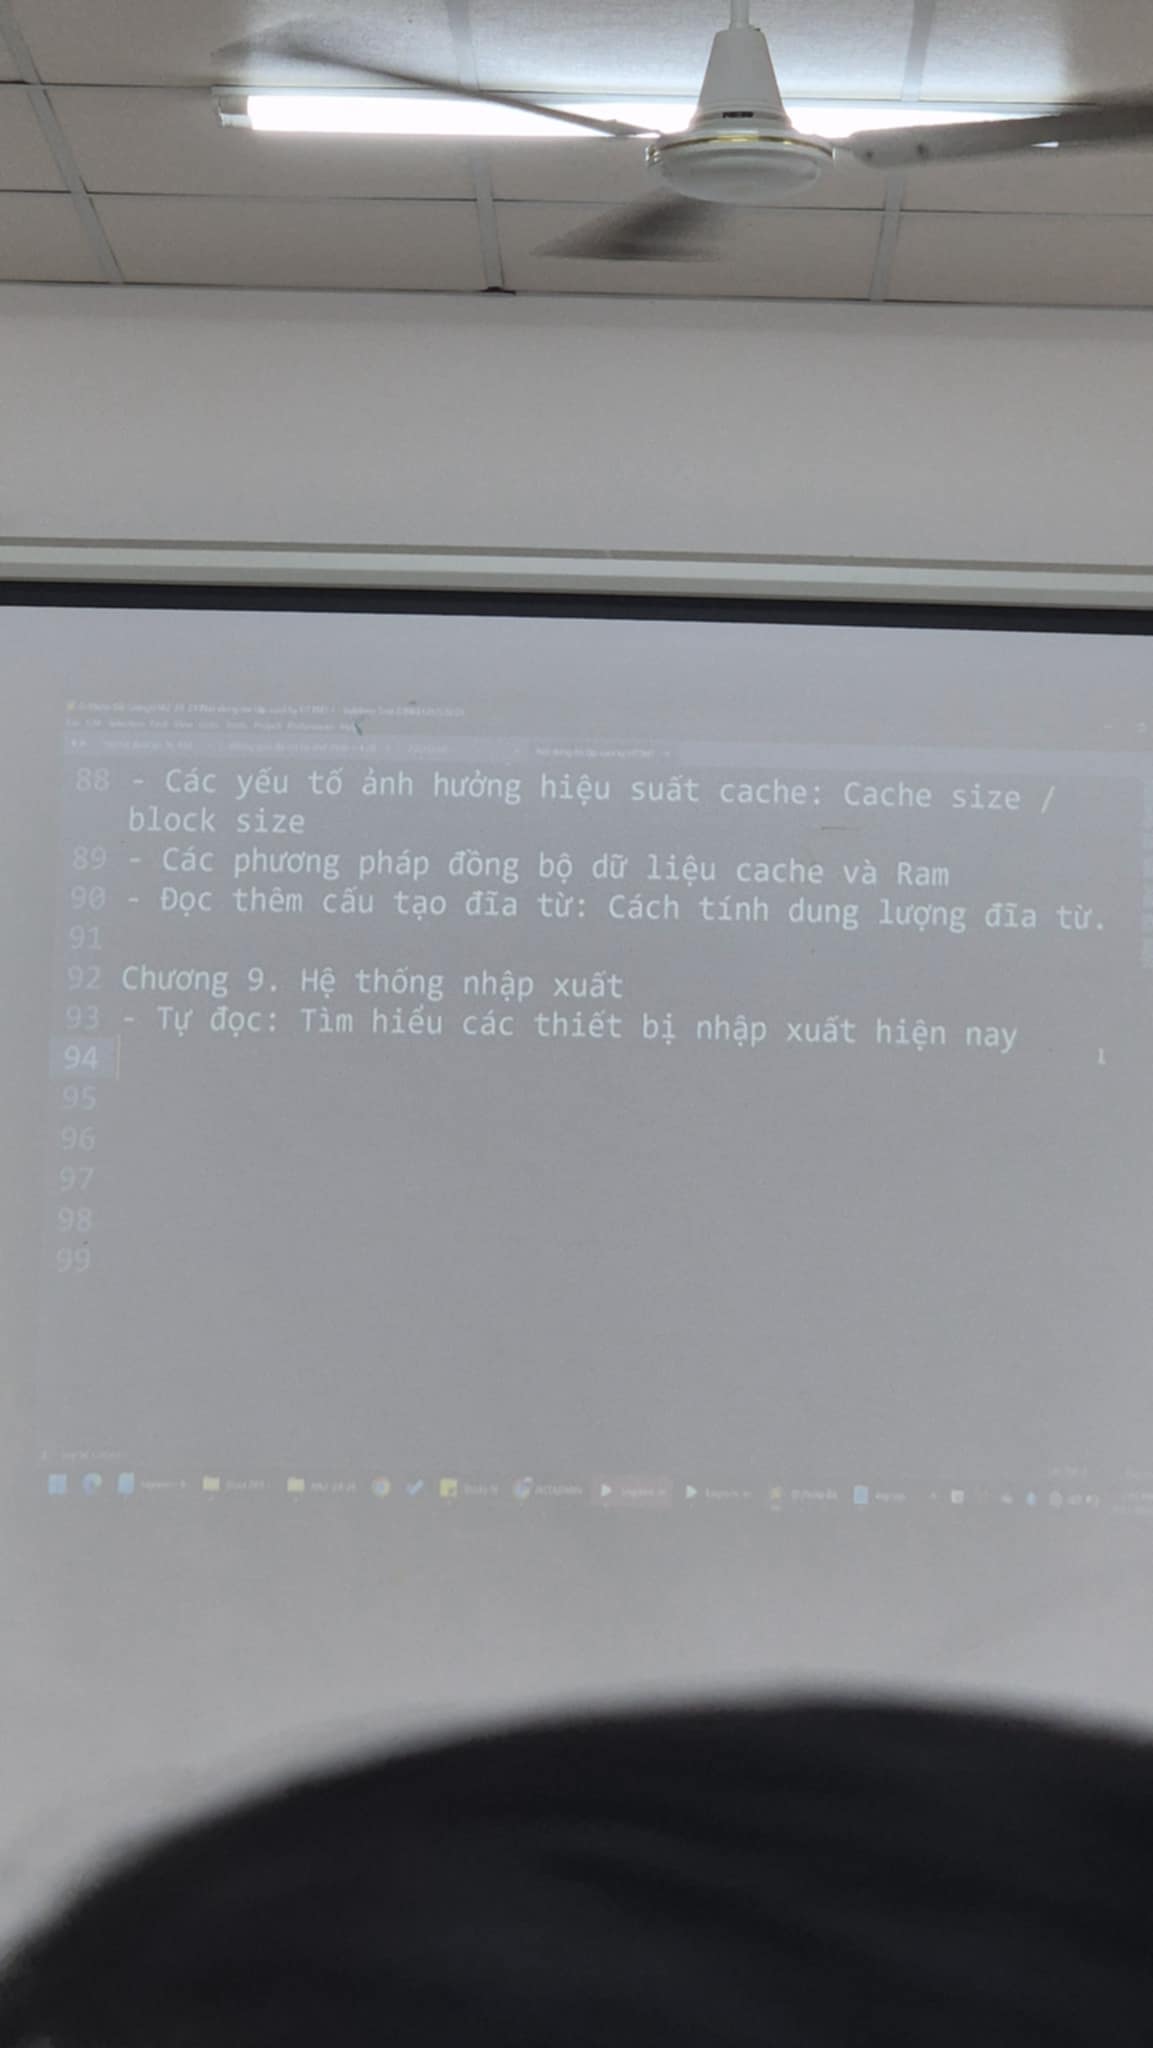 88 - Các yếu tố ảnh hưởng hiệu suất cache: Cache size /
block size
89 - Các phương pháp đồng bộ dữ liệu cache và Ram
90 - Đọc thêm cấu tạo đĩa từ: Cách tính dung lượng đĩa từ.
91
92 Chương 9. Hệ thống nhập xuất
93 - Tự đọc: Tìm hiểu các thiết bị nhập xuất hiện nay
94
95
96
97
98
99